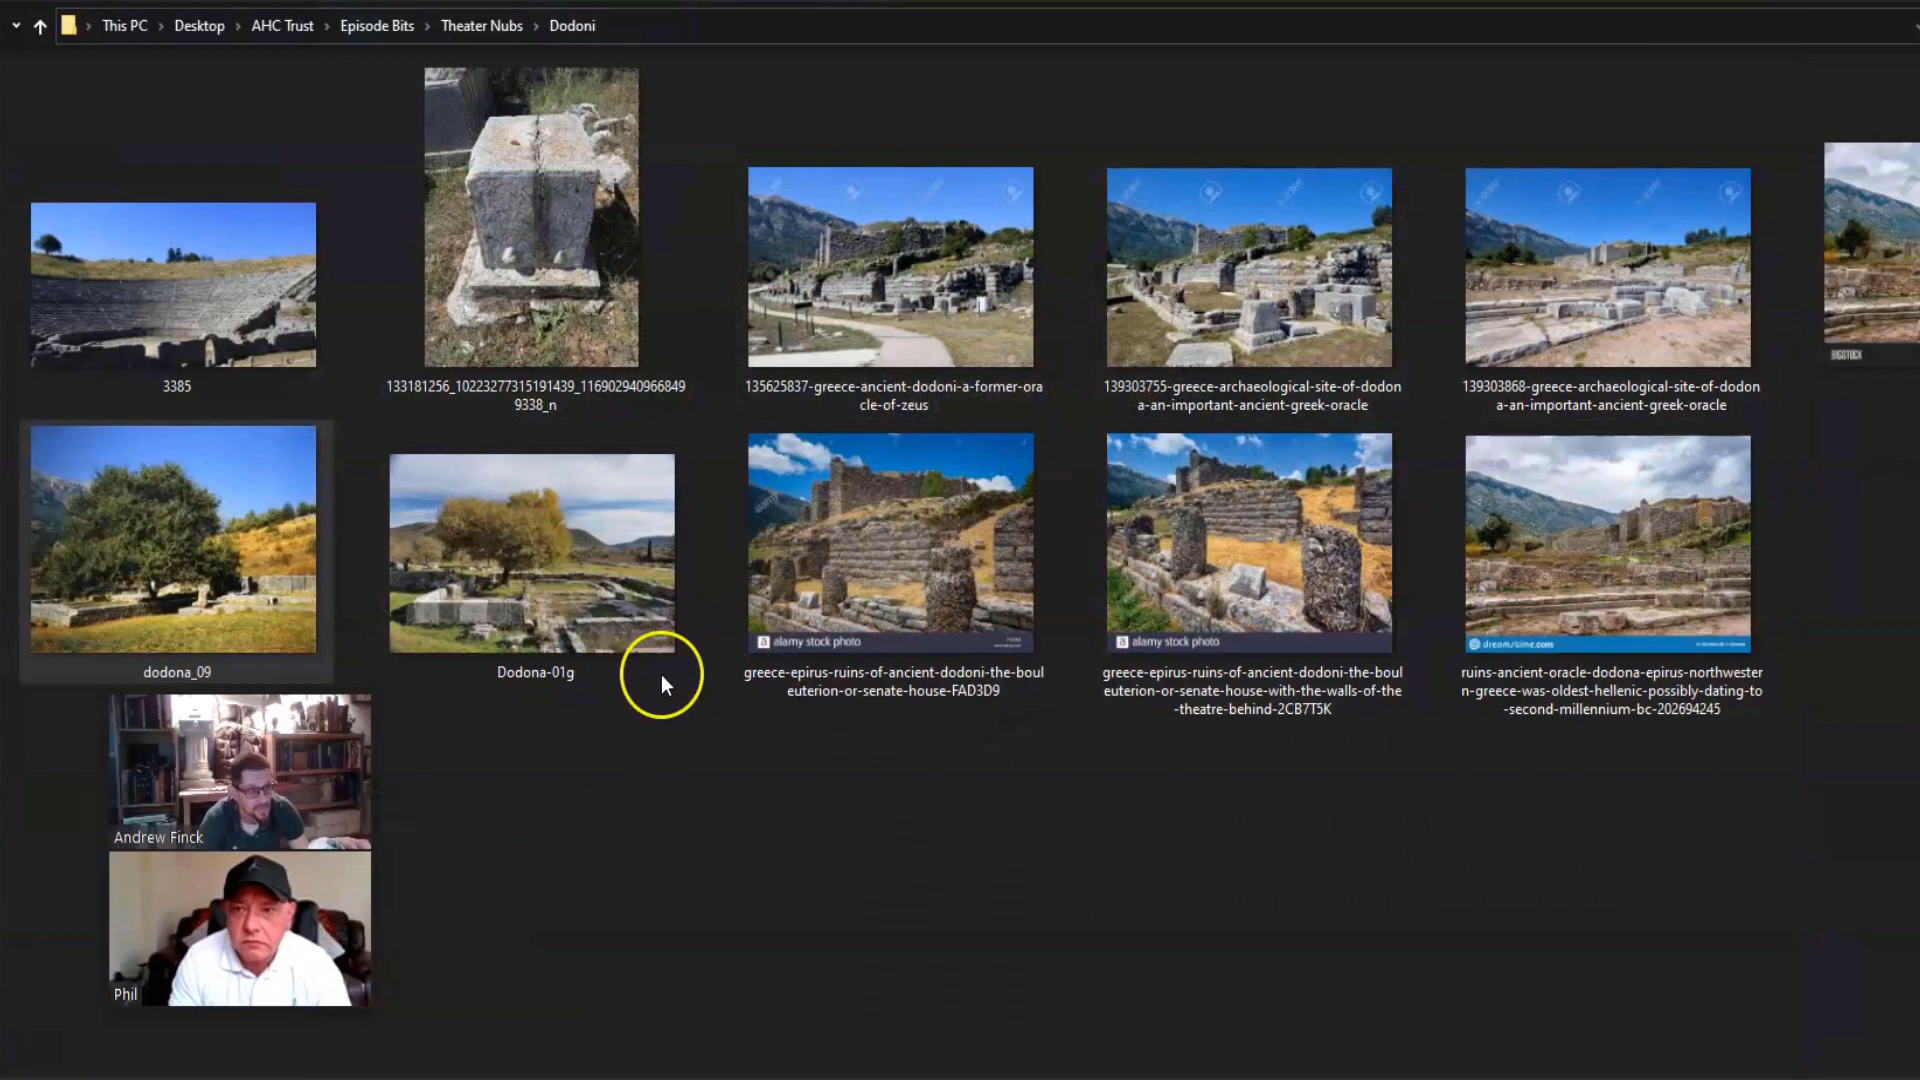 This PC > Desktop > AHC Trust > Episode Bits > Theater Nubs > Dodoni
3385
133181256_10223277315191439_116902940966849
9338_n
135625837-greece-ancient-dodoni-a-former-ora
cle-of-zeus
139303755-greece-archaeological-site-of-dodon
a-an-important-ancient-greek-oracle
139303868-greece-archaeological-site-of-dodon
a-an-important-ancient-greek-oracle
BIGSTOCK
a alamy stock photo
a alamy stock photo
dreamstime.com
dodona_09
Dodona-01g
greece-epirus-ruins-of-ancient-dodoni-the-boul
euterion-or-senate-house-FAD3D9
greece-epirus-ruins-of-ancient-dodoni-the-boul
euterion-or-senate-house-with-the-walls-of-the
-theatre-behind-2CB7T5K
ruins-ancient-oracle-dodona-epirus-northwester
n-greece-was-oldest-hellenic-possibly-dating-to
-second-millennium-bc-202694245
Andrew Finck
Phil